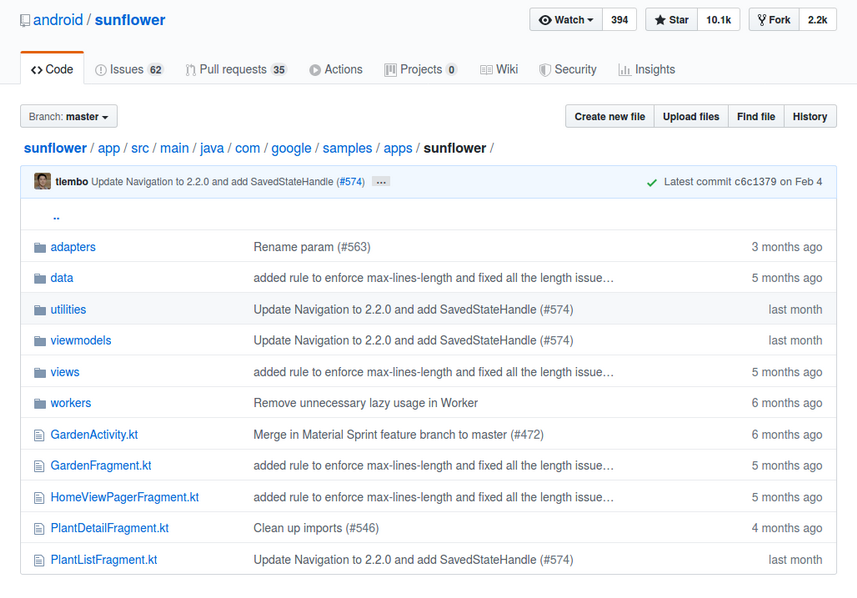 android / sunflower
Watch 394 Star 10.1k Fork 2.2k
Code Issues 62 Pull requests 35 Actions Projects 0 Wiki Security Insights
Branch: master Create new file Upload files Find file History
sunflower / app / src / main / java / com / google / samples / apps / sunflower /
tlembo Update Navigation to 2.2.0 and add SavedStateHandle (#574) ... Latest commit c6c1379 on Feb 4
..
adapters Rename param (#563) 3 months ago
data added rule to enforce max-lines-length and fixed all the length issue… 5 months ago
utilities Update Navigation to 2.2.0 and add SavedStateHandle (#574) last month
viewmodels Update Navigation to 2.2.0 and add SavedStateHandle (#574) last month
views added rule to enforce max-lines-length and fixed all the length issue… 5 months ago
workers Remove unnecessary lazy usage in Worker 6 months ago
GardenActivity.kt Merge in Material Sprint feature branch to master (#472) 6 months ago
GardenFragment.kt added rule to enforce max-lines-length and fixed all the length issue… 5 months ago
HomeViewPagerFragment.kt added rule to enforce max-lines-length and fixed all the length issue… 5 months ago
PlantDetailFragment.kt Clean up imports (#546) 4 months ago
PlantListFragment.kt Update Navigation to 2.2.0 and add SavedStateHandle (#574) last month